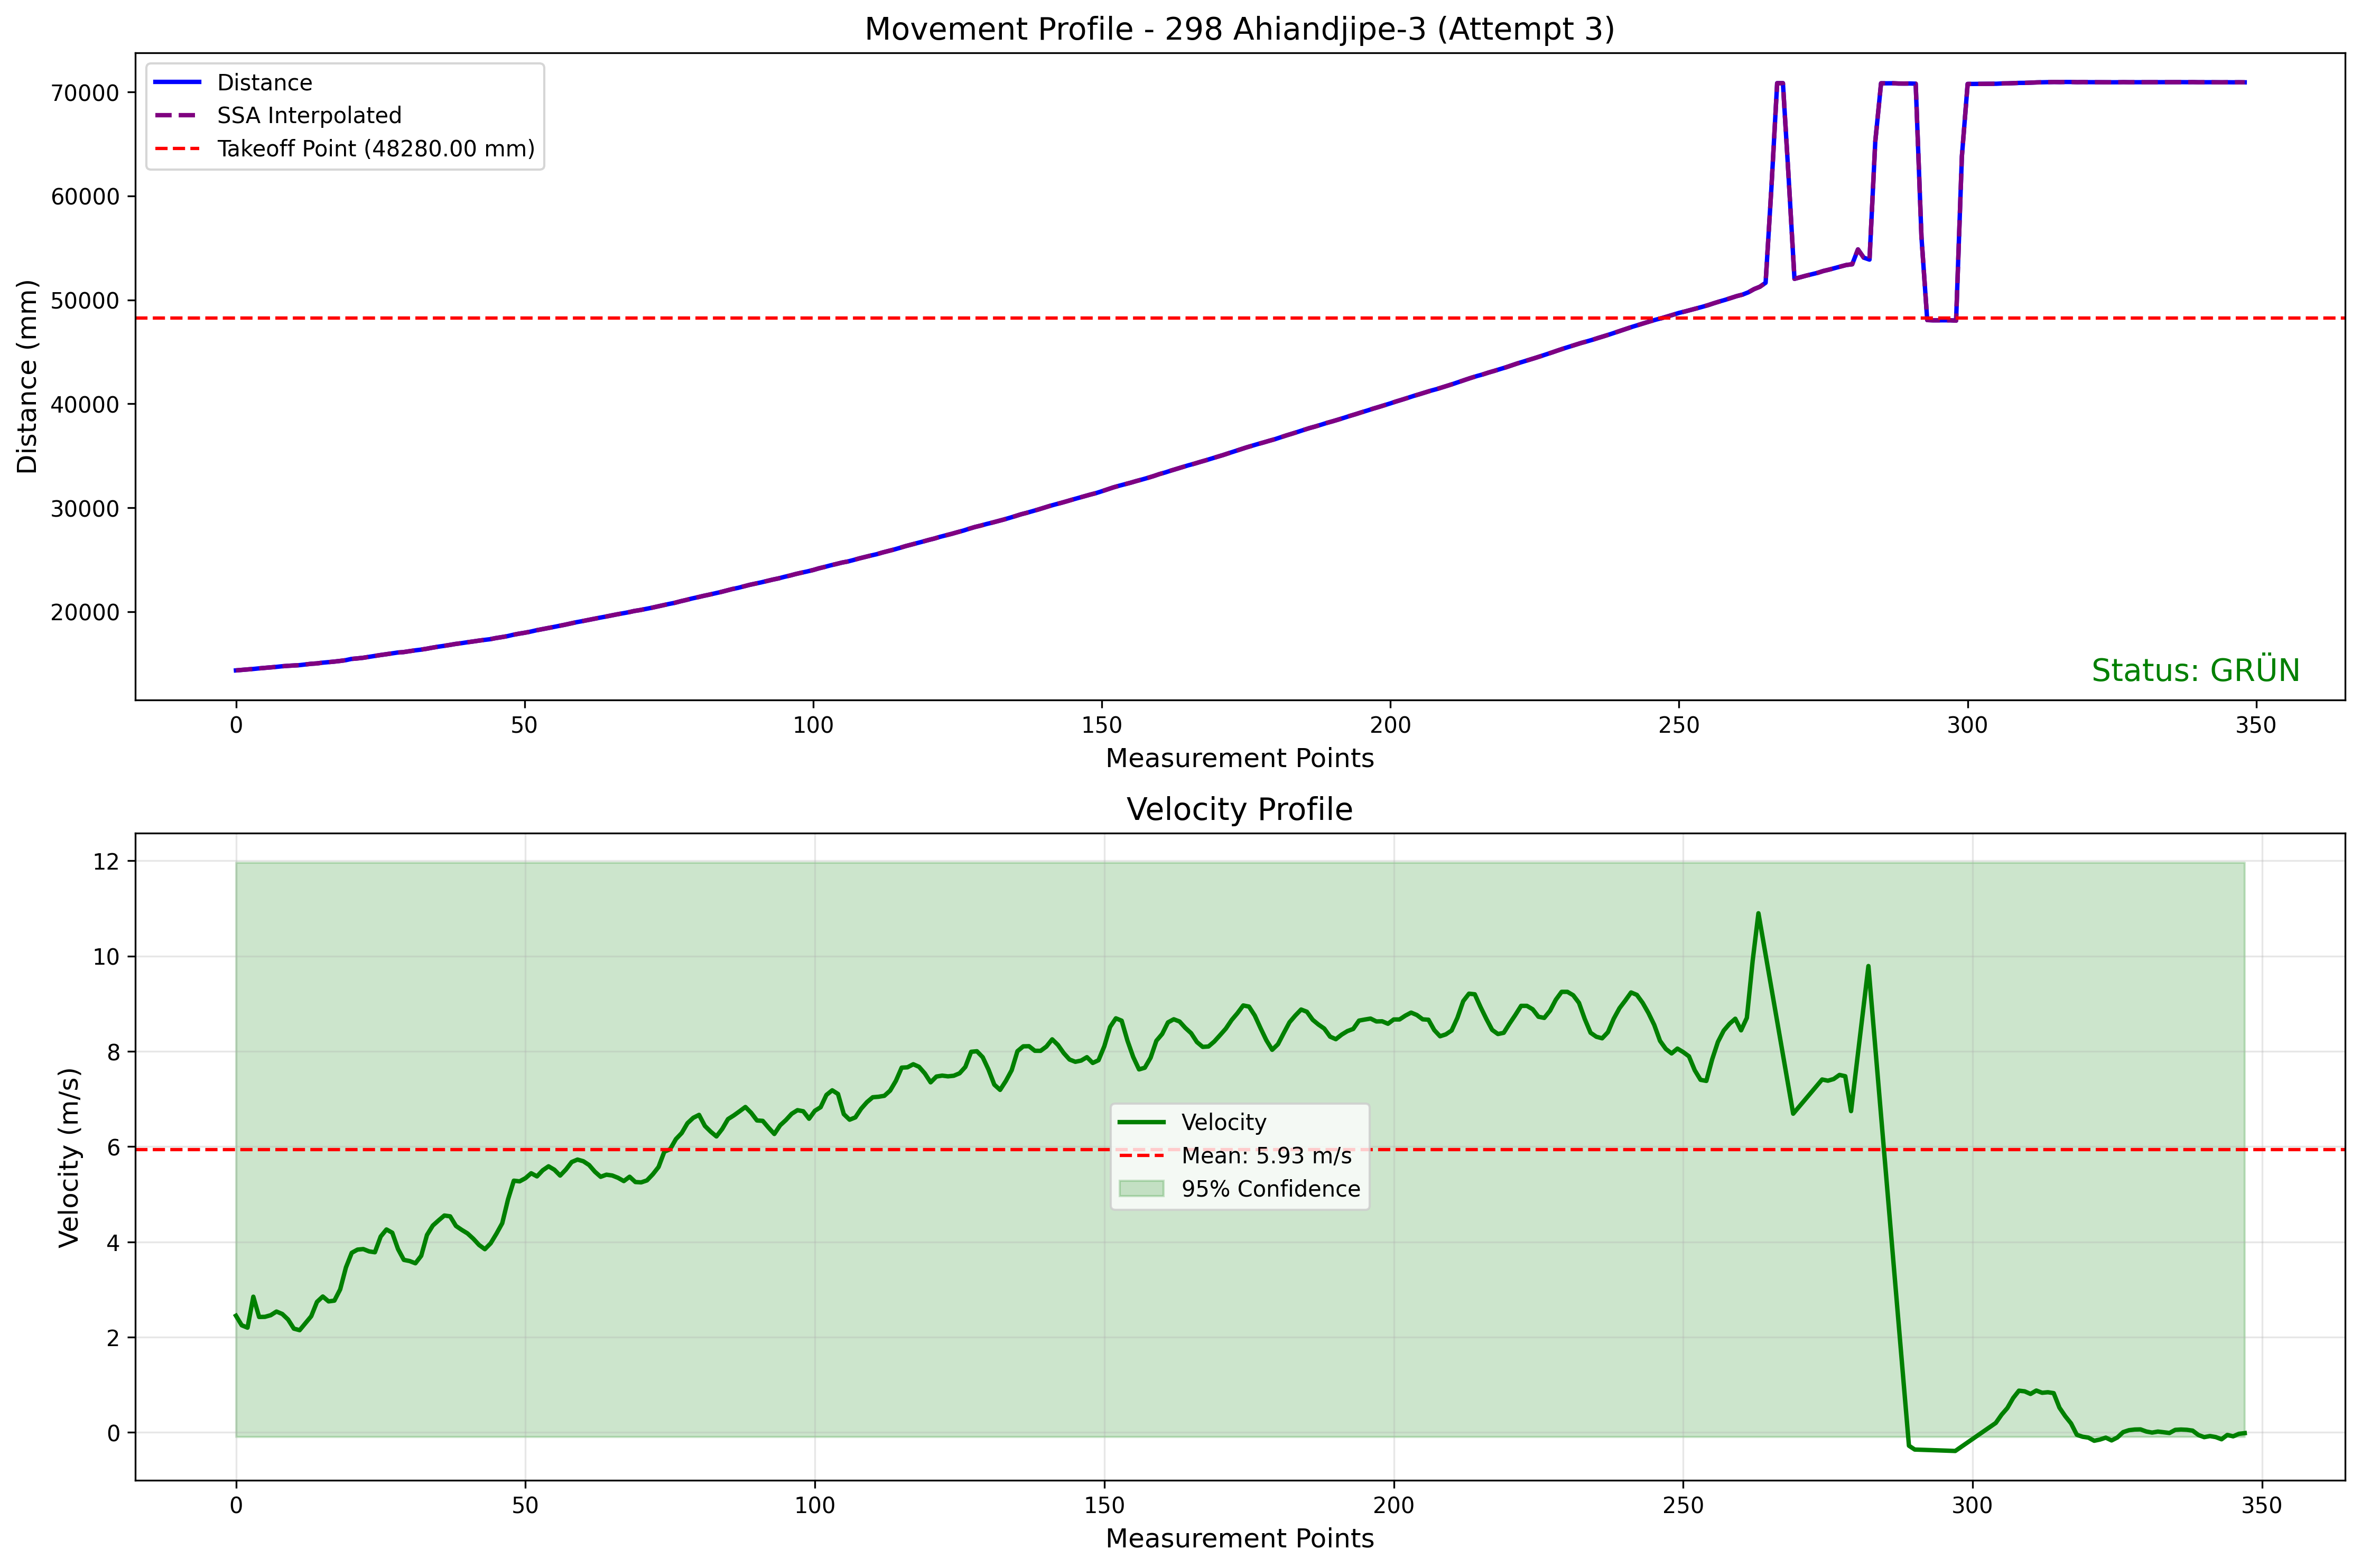 Movement Profile - 298 Ahiandjipe-3 (Attempt 3)
Distance
SSA Interpolated
Takeoff Point (48280.00 mm)
70000
60000
50000
40000
30000
20000
Distance (mm)
Status: GRÜN
0 50 100 150 200 250 300 350
Measurement Points
Velocity Profile
12
10
8
6
4
2
0
Velocity (m/s)
Velocity
Mean: 5.93 m/s
95% Confidence
0 50 100 150 200 250 300 350
Measurement Points